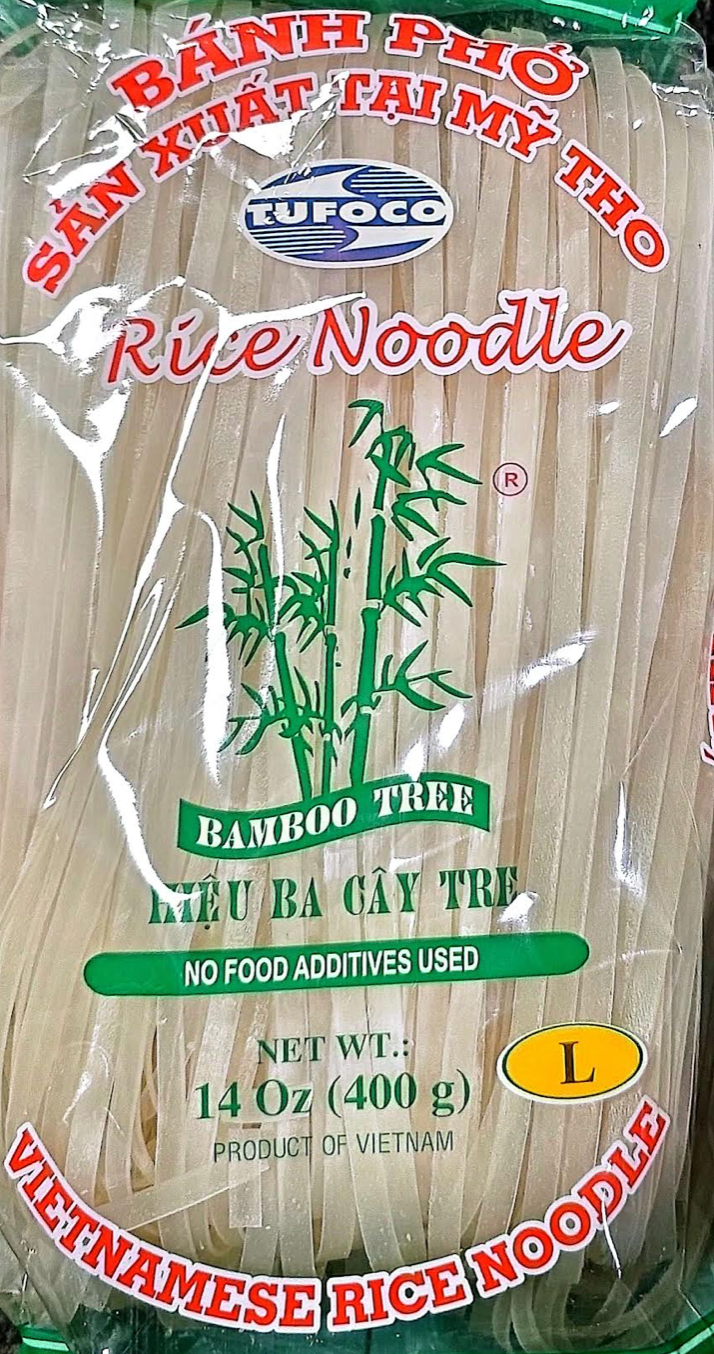 BÁNH PHỞ
SẢN XUẤT TẠI MỸ THO
TUFOCO
Rice Noodle
R
BAMBOO TREE
HIỆU BA CÂY TRE
NO FOOD ADDITIVES USED
NET WT.:
14 Oz (400 g)
L
PRODUCT OF VIETNAM
VIETNAMESE RICE NOODLE